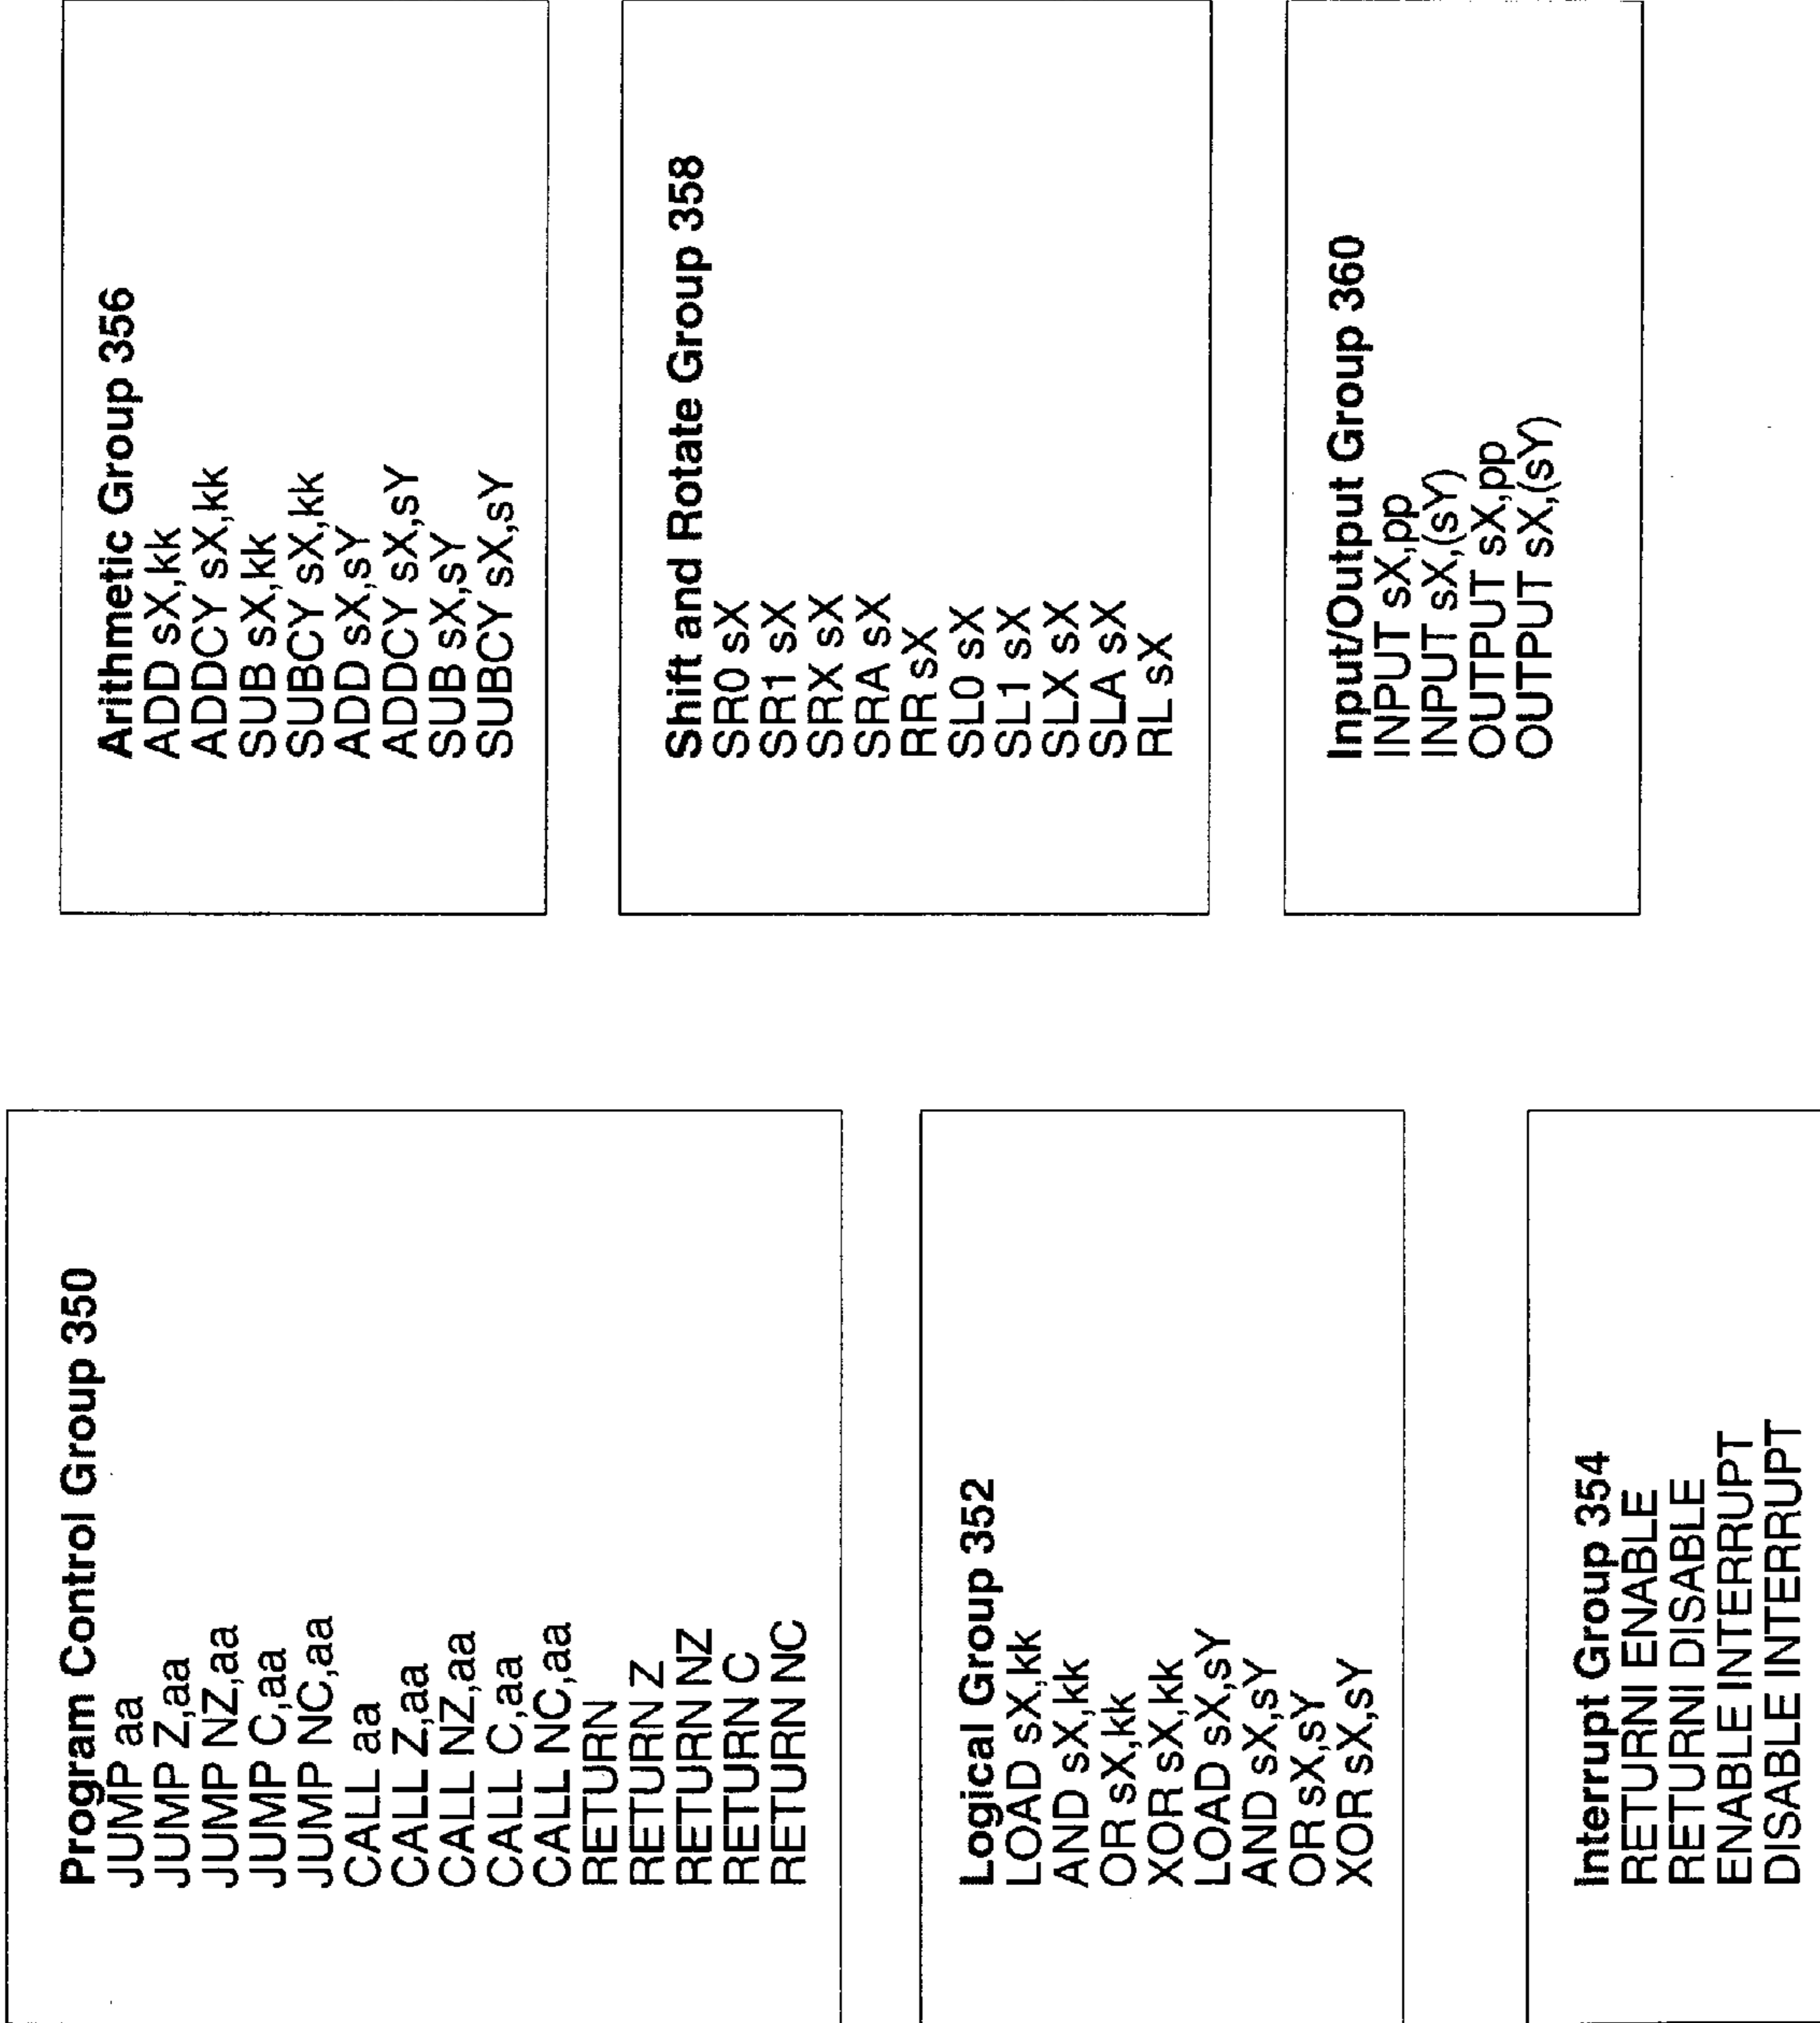 Program Control Group 350
JUMP aa
JUMP Z,aa
JUMP NZ,aa
JUMP C,aa
JUMP NC,aa
CALL aa
CALL Z,aa
CALL NZ,aa
CALL C,aa
CALL NC,aa
RETURN
RETURN Z
RETURN NZ
RETURN C
RETURN NC
Logical Group 352
LOAD sX,kk
AND sX,kk
OR sX,kk
XOR sX,kk
LOAD sX,sY
AND sX,sY
OR sX,sY
XOR sX,sY
Interrupt Group 354
RETURNI ENABLE
RETURNI DISABLE
ENABLE INTERRUPT
DISABLE INTERRUPT
Arithmetic Group 356
ADD sX,kk
ADDCY sX,kk
SUB sX,kk
SUBCY sX,kk
ADD sX,sY
ADDCY sX,sY
SUB sX,sY
SUBCY sX,sY
Shift and Rotate Group 358
SR0 sX
SR1 sX
SRX sX
SRA sX
RR sX
SL0 sX
SL1 sX
SLX sX
SLA sX
RL sX
Input/Output Group 360
INPUT sX,pp
INPUT sX,(sY)
OUTPUT sX,pp
OUTPUT sX,(sY)